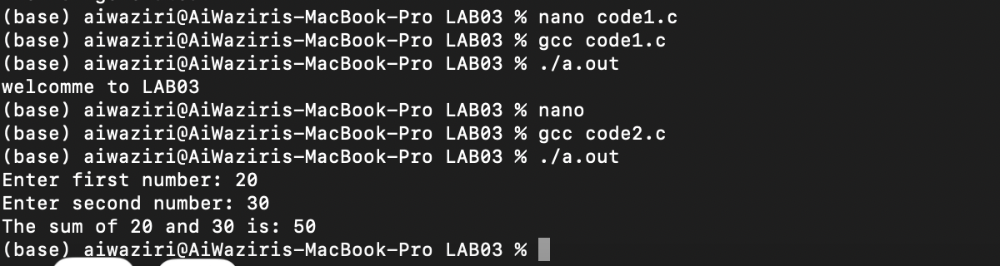 (base) aiwaziri@AiWaziris-MacBook-Pro LAB03 % nano code1.c
(base) aiwaziri@AiWaziris-MacBook-Pro LAB03 % gcc code1.c
(base) aiwaziri@AiWaziris-MacBook-Pro LAB03 % ./a.out
welcomme to LAB03
(base) aiwaziri@AiWaziris-MacBook-Pro LAB03 % nano
(base) aiwaziri@AiWaziris-MacBook-Pro LAB03 % gcc code2.c
(base) aiwaziri@AiWaziris-MacBook-Pro LAB03 % ./a.out
Enter first number: 20
Enter second number: 30
The sum of 20 and 30 is: 50
(base) aiwaziri@AiWaziris-MacBook-Pro LAB03 %